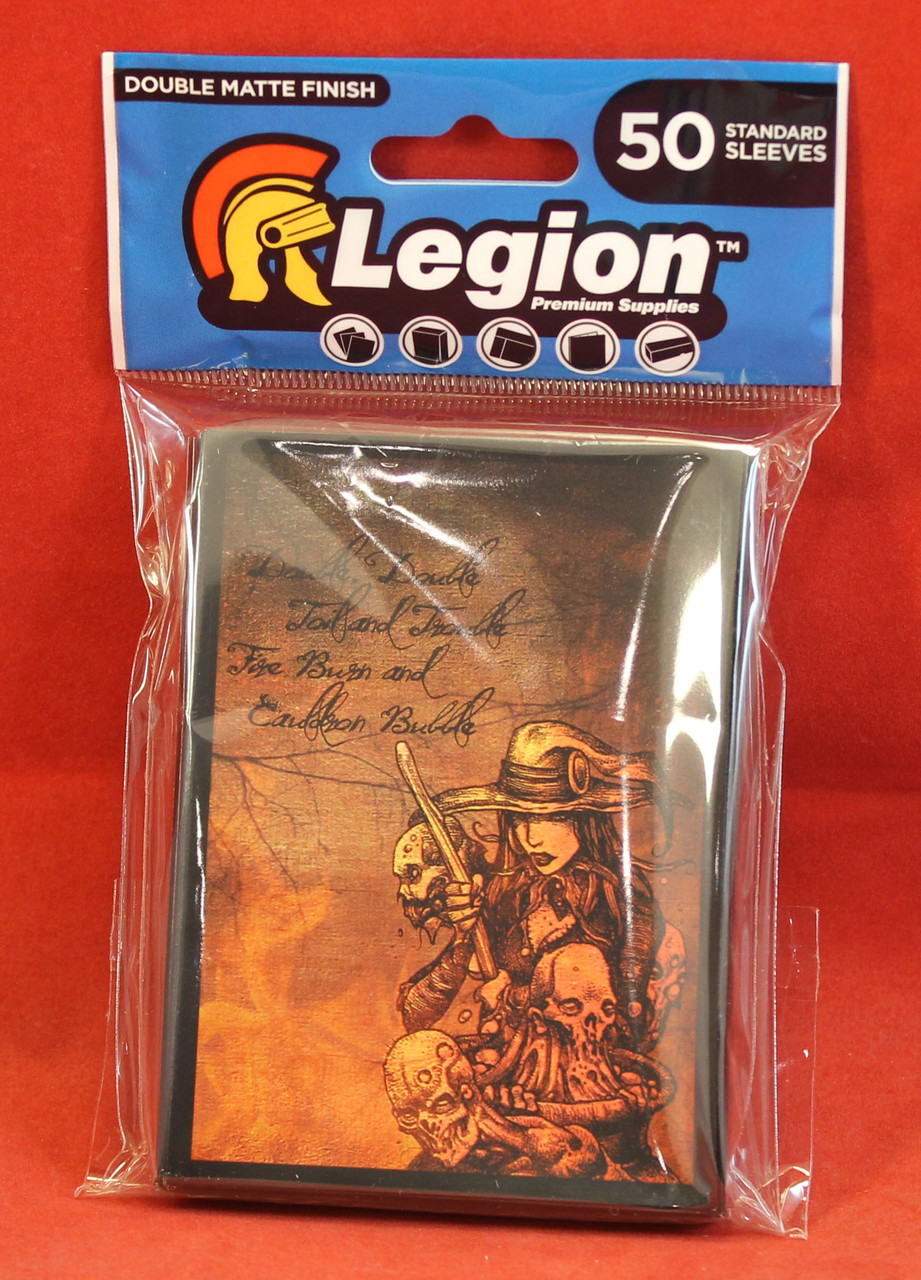 DOUBLE MATTE FINISH
50 STANDARD
SLEEVES
Legion™
Premium Supplies
Double, Double
Toil and Trouble
Fire Burn and
Cauldron Bubble